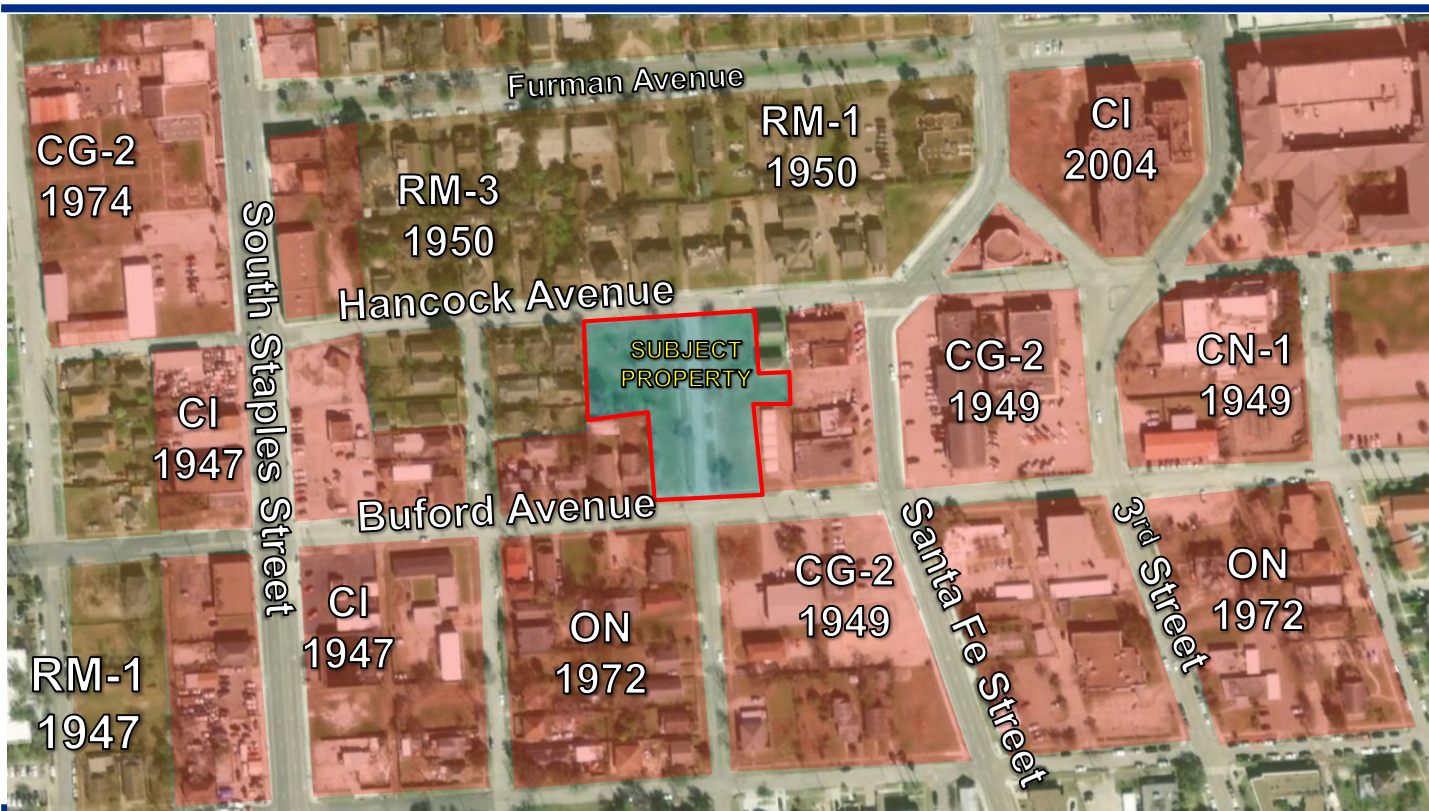 Furman Avenue
CG-2
1974
RM-3
1950
RM-1
1950
CI
2004
South Staples Street
Hancock Avenue
SUBJECT
PROPERTY
CI
1947
CG-2
1949
CN-1
1949
Buford Avenue
RM-1
1947
CI
1947
ON
1972
CG-2
1949
Santa Fe Street
3rd Street
ON
1972